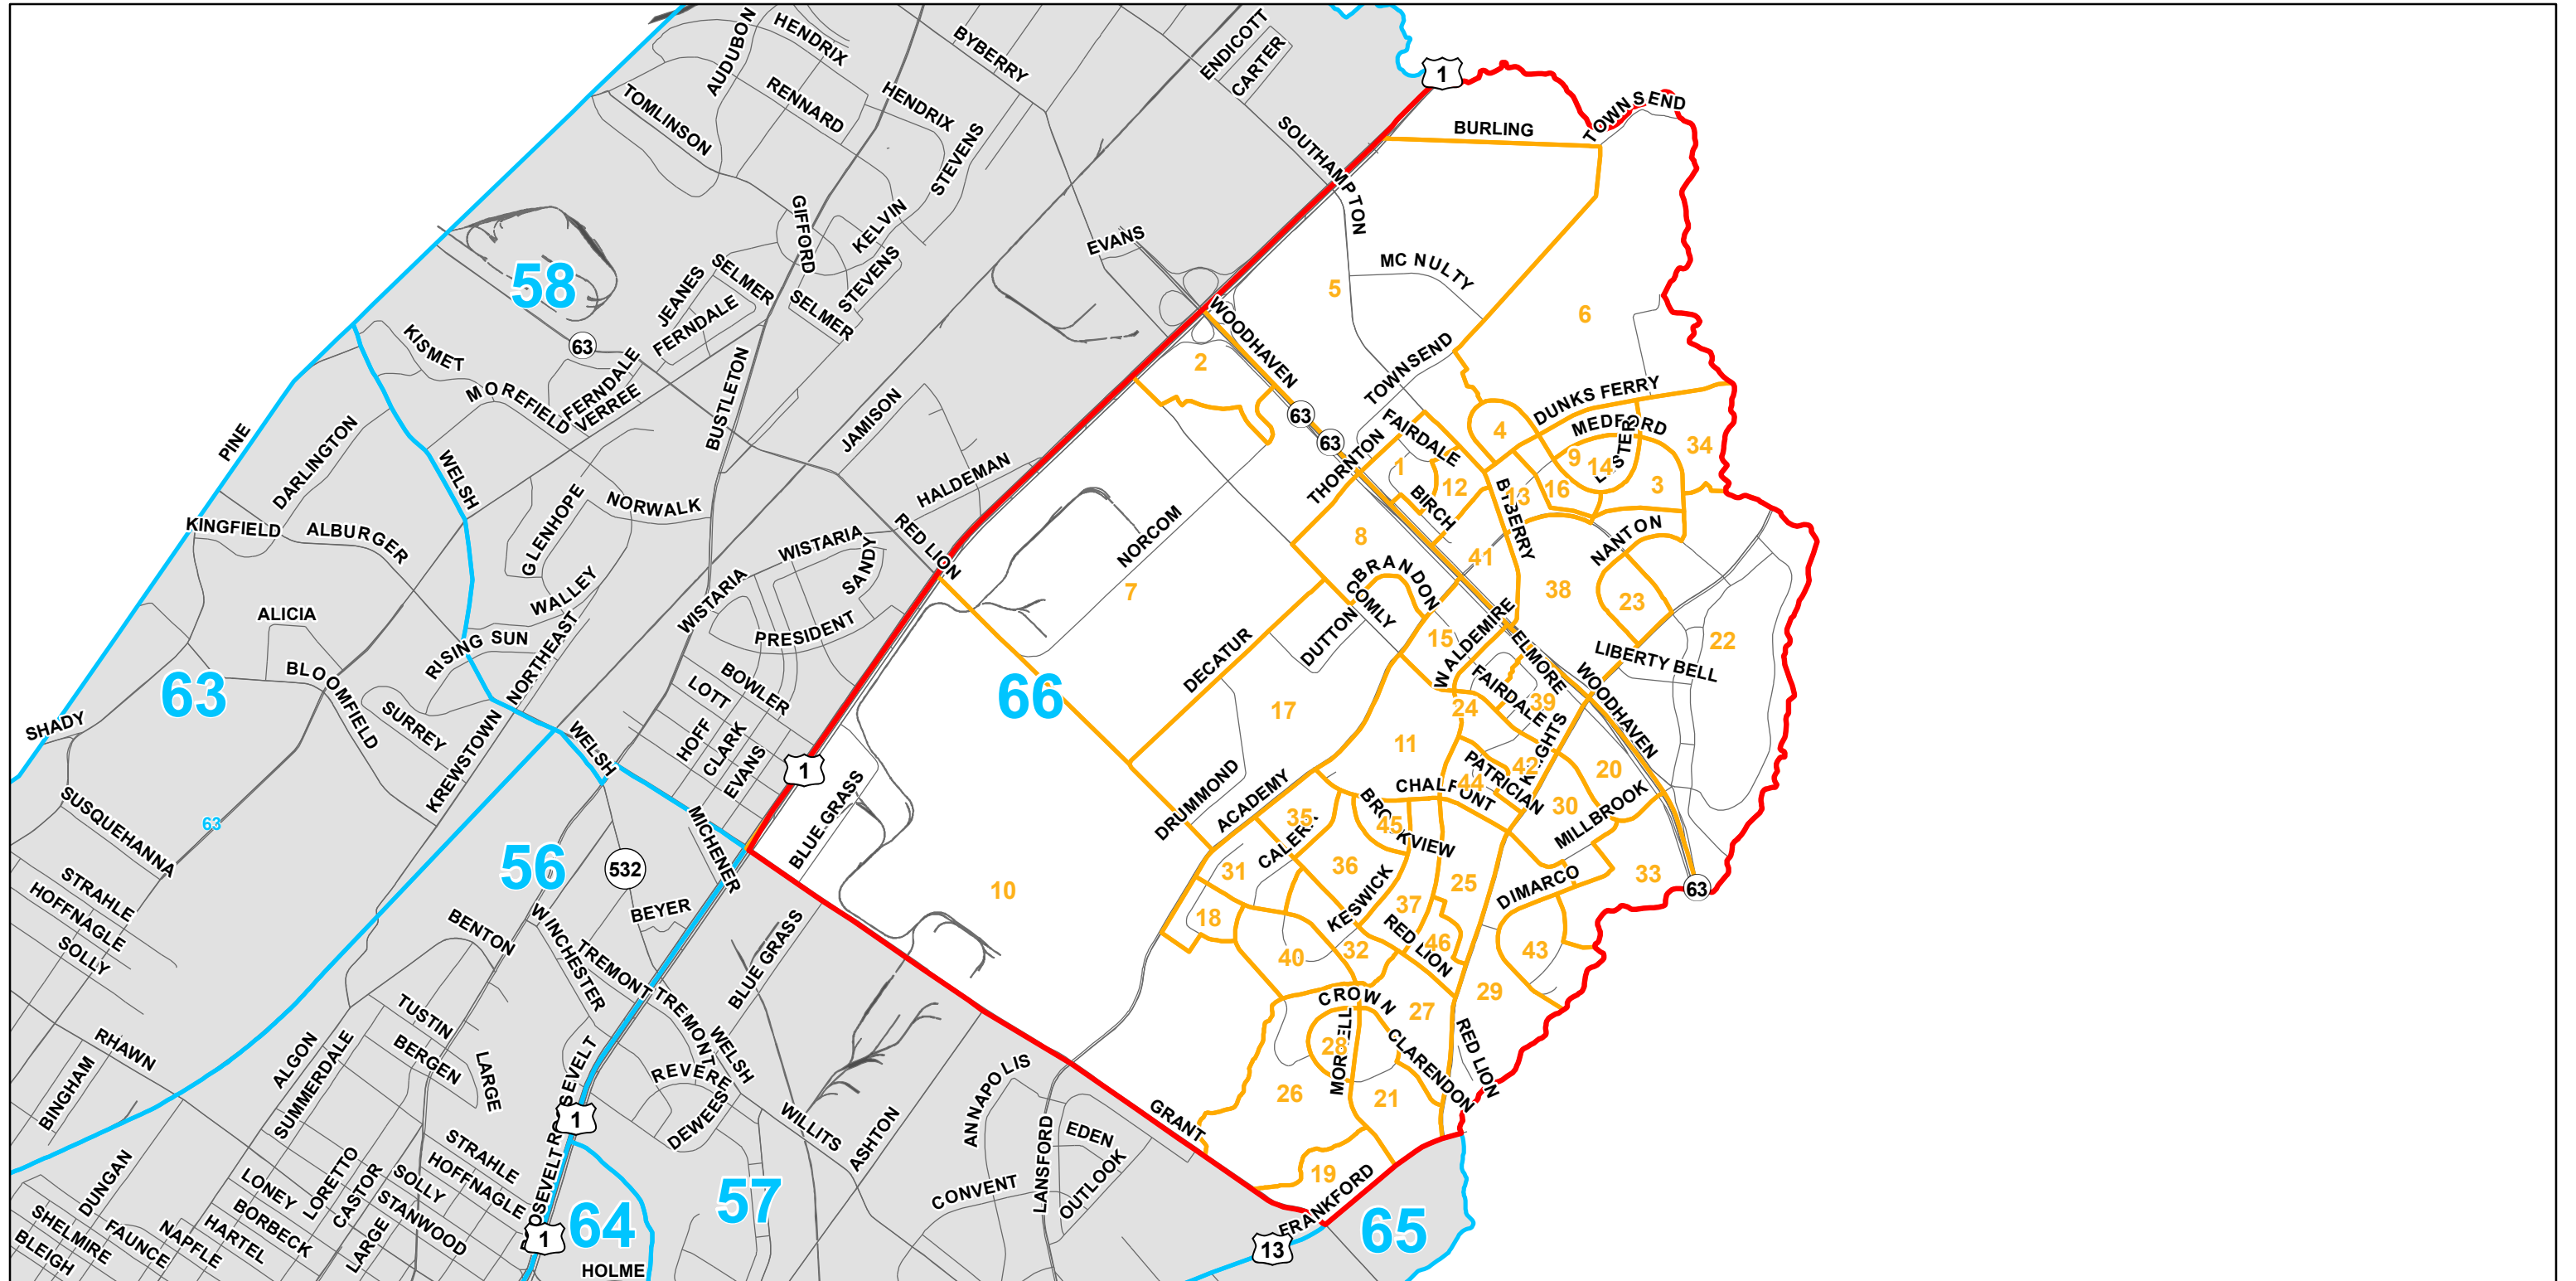 HENDRIX
AUDUBON
BYBERRY
ENDICOTT
CARTER
1
TOMLINSON
RENNARD
HENDRIX
STEVENS
SOUTHAMPTON
BURLING
TOWNSEND
GIFFORD
KELVIN
EVANS
58
JEANES
SELMER
STEVENS
SELMER
FERNDALE
MC NULTY
5
6
63
KISMET
MOREFIELD
FERNDALE
VERREE
BUSTLETON
WOODHAVEN
2
TOWNSEND
63
63
JAMISON
DUNKS FERRY
MEDFORD
4
34
FAIRDALE
THORNTON
1
12
BIRCH
9
14
3
13
16
BYBERRY
PINE
DARLINGTON
WELSH
HALDEMAN
NORWALK
GLENHOPE
RED LION
NORCOM
KINGFIELD
ALBURGER
WISTARIA
SANDY
8
NANTON
41
BRANDON
7
38
23
COMLY
WALLEY
WISTARIA
ALICIA
PRESIDENT
DUTTON
15
WALDEMIRE
RISING SUN
NORTHEAST
DECATUR
ELMORE
LIBERTY BELL
22
63
BLOOMFIELD
BOWLER
LOTT
66
17
FAIRDALE
39
WOODHAVEN
24
SHADY
SURREY
KREWSTOWN
WELSH
HOFF
CLARK
EVANS
11
KNIGHTS
1
42
PATRICIAN
44
20
CHALFONT
DRUMMOND
ACADEMY
30
MILLBROOK
SUSQUEHANNA
63
MICHENER
BLUE GRASS
35
CALERA
45
BROOKVIEW
56
532
10
31
36
KESWICK
25
DIMARCO
33
63
STRAHLE
HOFFNAGLE
SOLLY
BENTON
WINCHESTER
BEYER
18
37
RED LION
46
43
TREMONT
BLUE GRASS
40
32
TREMONT
CROWN
27
29
TUSTIN
BERGEN
RHAWN
BINGHAM
ALGON
SUMMERDALE
LARGE
WELSH
REVERE
DEWEES
MORRELL
28
CLARENDON
RED LION
ANNAPOLIS
1
WILLITS
ASHTON
GRANT
26
21
LANSFORD
EDEN
OUTLOOK
CONVENT
STRAHLE
HOFFNAGLE
SOLLY
STANWOOD
DUNGAN
LONEY
LORETTO
CASTOR
BORBECK
HARTEL
NAPFLE
FAUNCE
SHELMIRE
BLEIGH
LARGE
64
57
19
FRANKFORD
65
1
13
HOLME